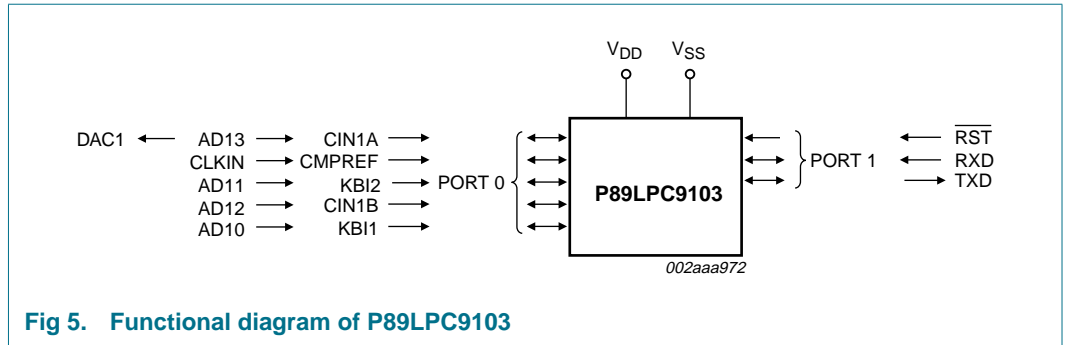 VDD VSS
DAC1 AD13 CIN1A RST
CLKIN CMPREF PORT 1 RXD
AD11 KBI2 PORT 0 TXD
AD12 CIN1B P89LPC9103
AD10 KBI1
002aaa972
Fig 5. Functional diagram of P89LPC9103